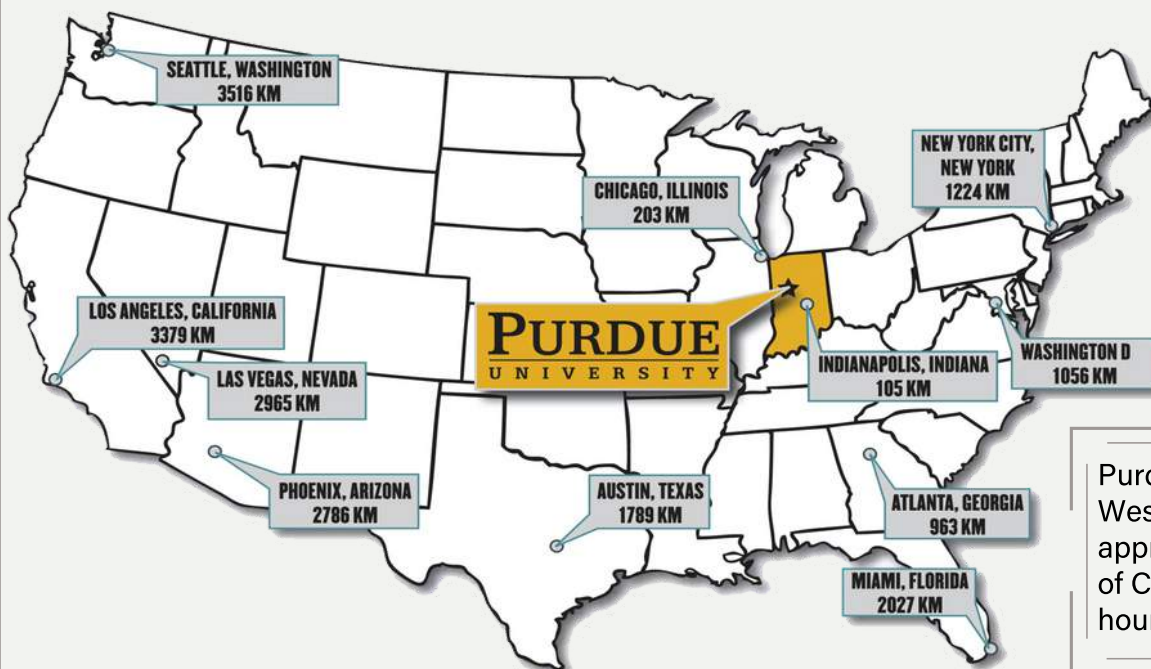 SEATTLE, WASHINGTON
3516 KM
NEW YORK CITY,
NEW YORK
1224 KM
CHICAGO, ILLINOIS
203 KM
LOS ANGELES, CALIFORNIA
3379 KM
PURDUE
UNIVERSITY
WASHINGTON D
1056 KM
INDIANAPOLIS, INDIANA
105 KM
LAS VEGAS, NEVADA
2965 KM
PHOENIX, ARIZONA
2786 KM
AUSTIN, TEXAS
1789 KM
ATLANTA, GEORGIA
963 KM
MIAMI, FLORIDA
2027 KM
Purd
Wes
app
of C
hour